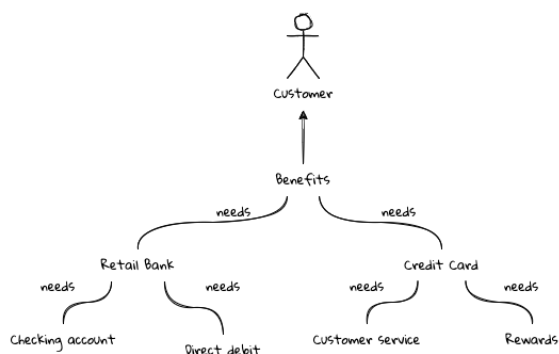 Customer
Benefits
needs
needs
Retail Bank
Credit Card
needs
needs
needs
needs
Checking account
Direct debit
Customer service
Rewards